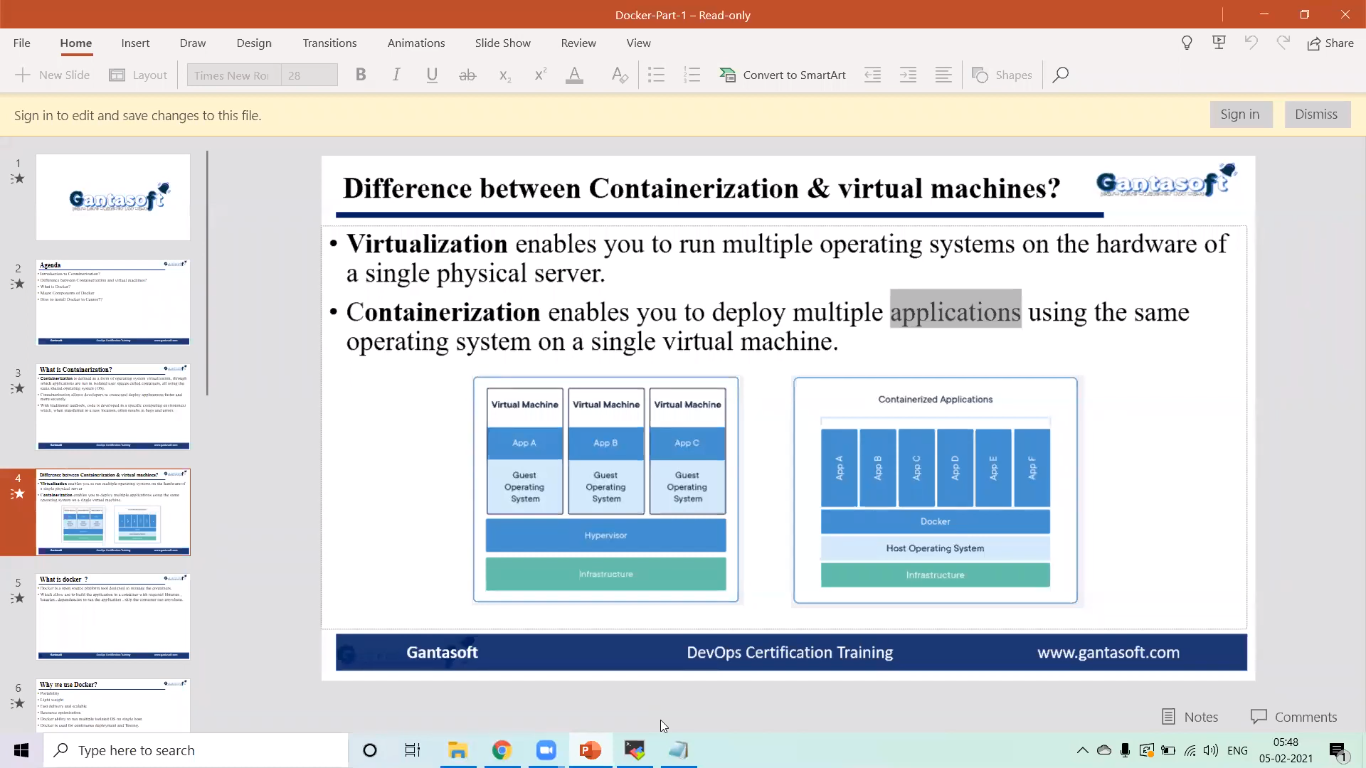 Docker-Part-1 – Read-only
File Home Insert Draw Design Transitions Animations Slide Show Review View Share
New Slide Layout Times New Ro: 28 B I U ab X₂ X² A Convert to SmartArt Shapes
Sign in to edit and save changes to this file. Sign in Dismiss
1
Gantasoft
2
Agenda
3
What is Containerization?
4
Difference between Containerization & virtual machines?
5
What is docker ?
6
Why we use Docker?
Difference between Containerization & virtual machines?
Gantasoft
• Virtualization enables you to run multiple operating systems on the hardware of
a single physical server.
• Containerization enables you to deploy multiple applications using the same
operating system on a single virtual machine.
Virtual Machine Virtual Machine Virtual Machine
App A App B App C
Guest Guest Guest
Operating Operating Operating
System System System
Hypervisor
Infrastructure
Containerized Applications
App A App B App C App D App E App F
Docker
Host Operating System
Infrastructure
Gantasoft DevOps Certification Training www.gantasoft.com
Notes Comments
Type here to search
ENG
05:48
05-02-2021
1